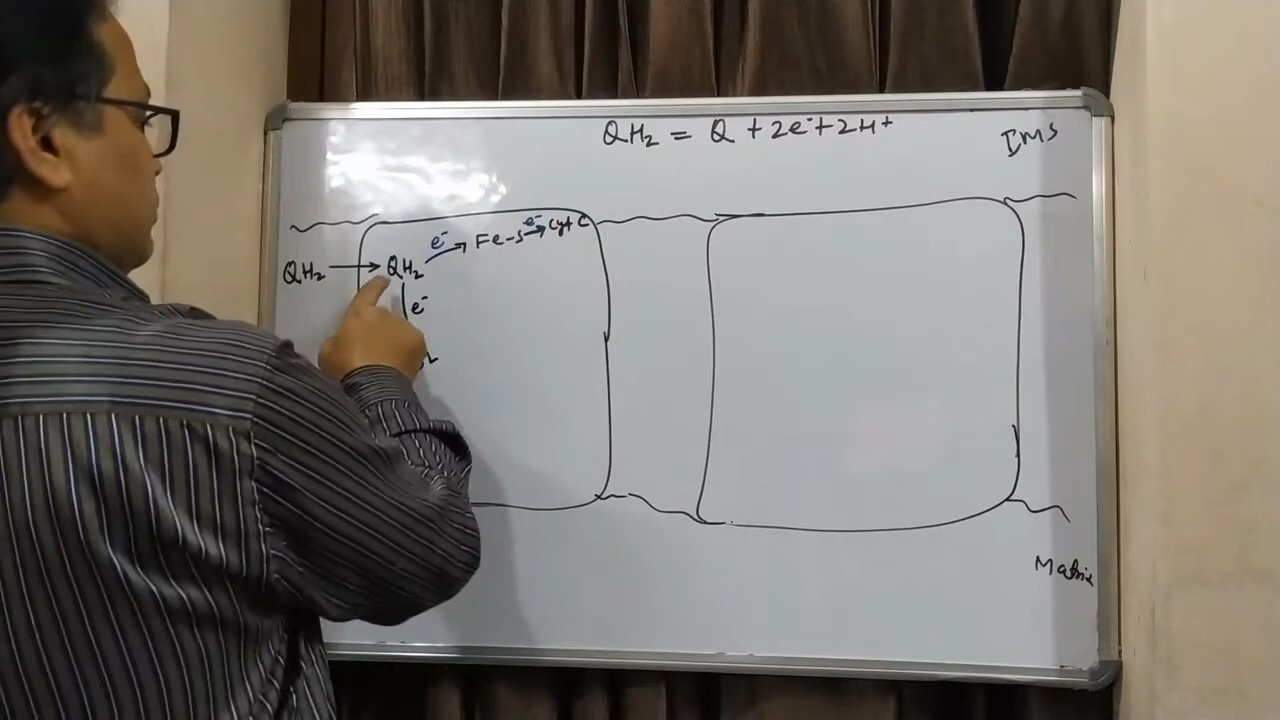 QH₂ = Q + 2e⁻ + 2H⁺
IMS
QH₂ → QH₂ e⁻ → Fe-S e⁻ → Cyt C
e⁻
Matrix